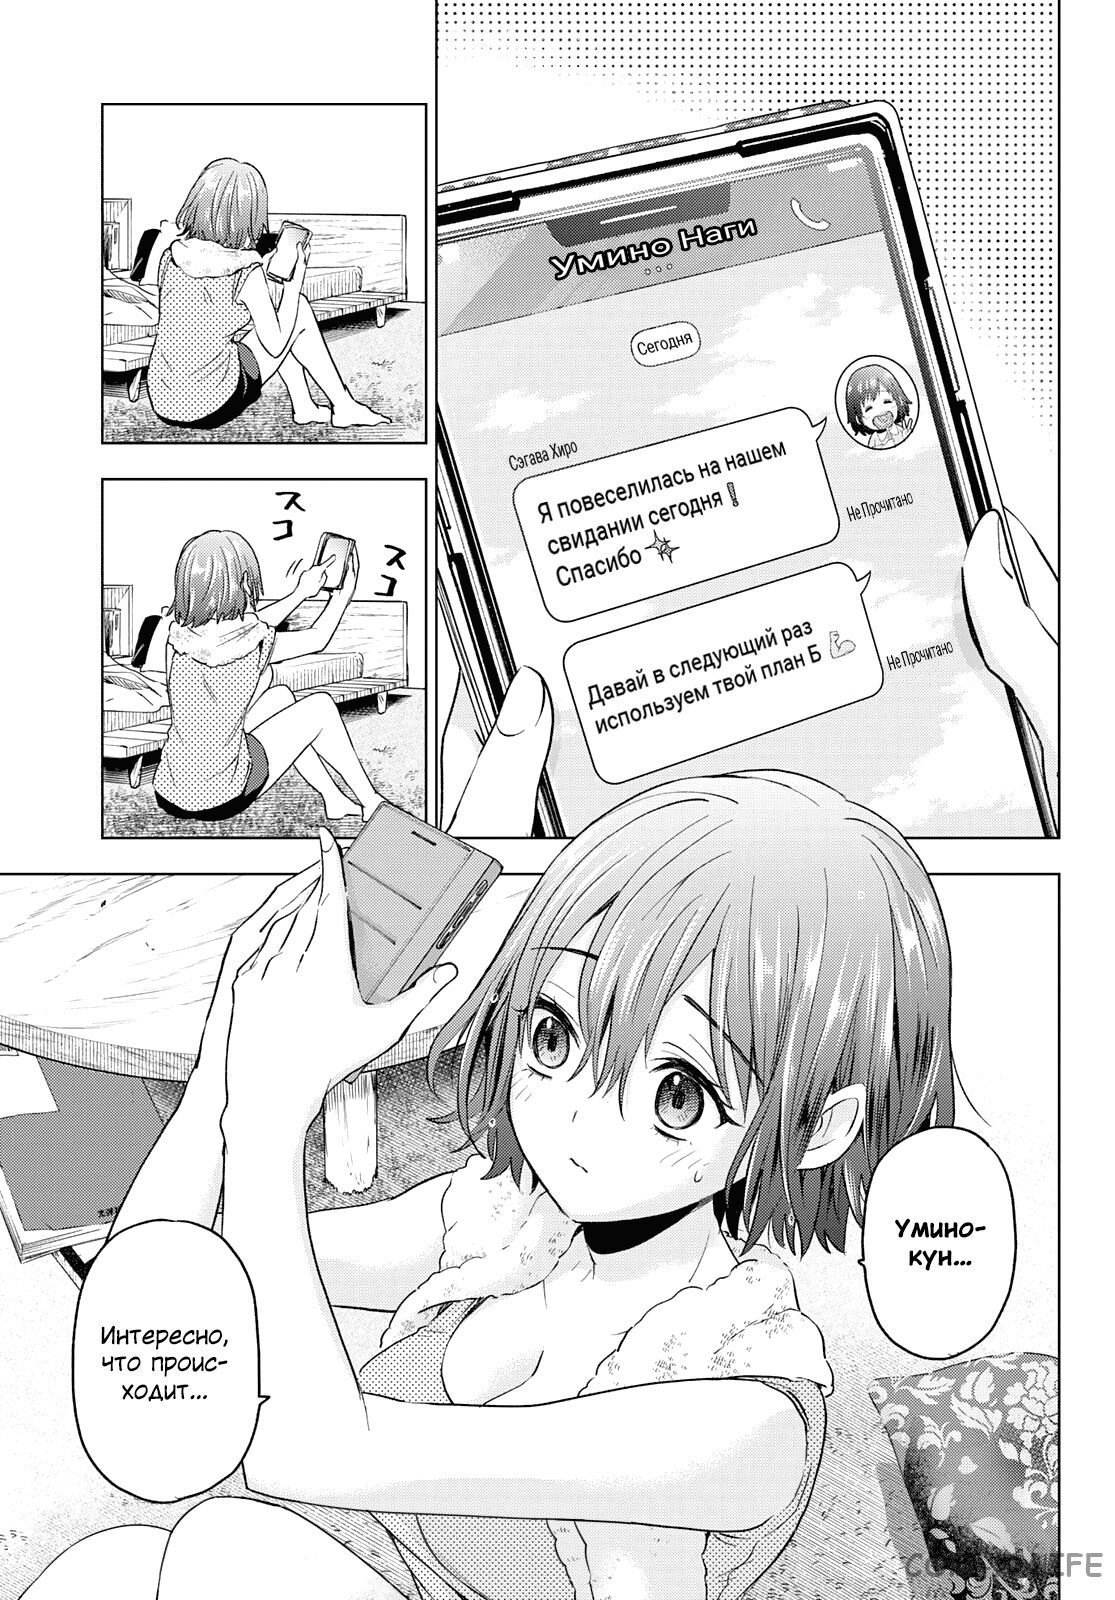 Умино Наги
Сегодня
Сэгава Хиро
Я повеселилась на нашем
свидании сегодня!
Спасибо
Не Прочитано
Давай в следующий раз
используем твой план Б
Не Прочитано
スコ
スコ
Умино-
кун...
Интересно,
что проис-
ходит...